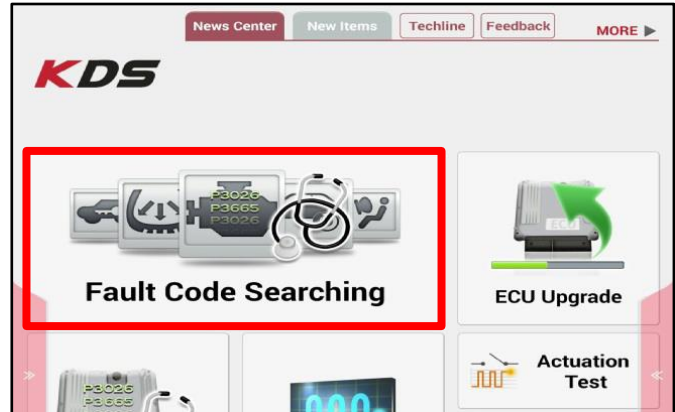 News Center
New Items
Techline
Feedback
MORE ▶
KDS
P3026
P3665
P3026
Fault Code Searching
ECU
ECU Upgrade
Actuation
Test
P3026
P3665